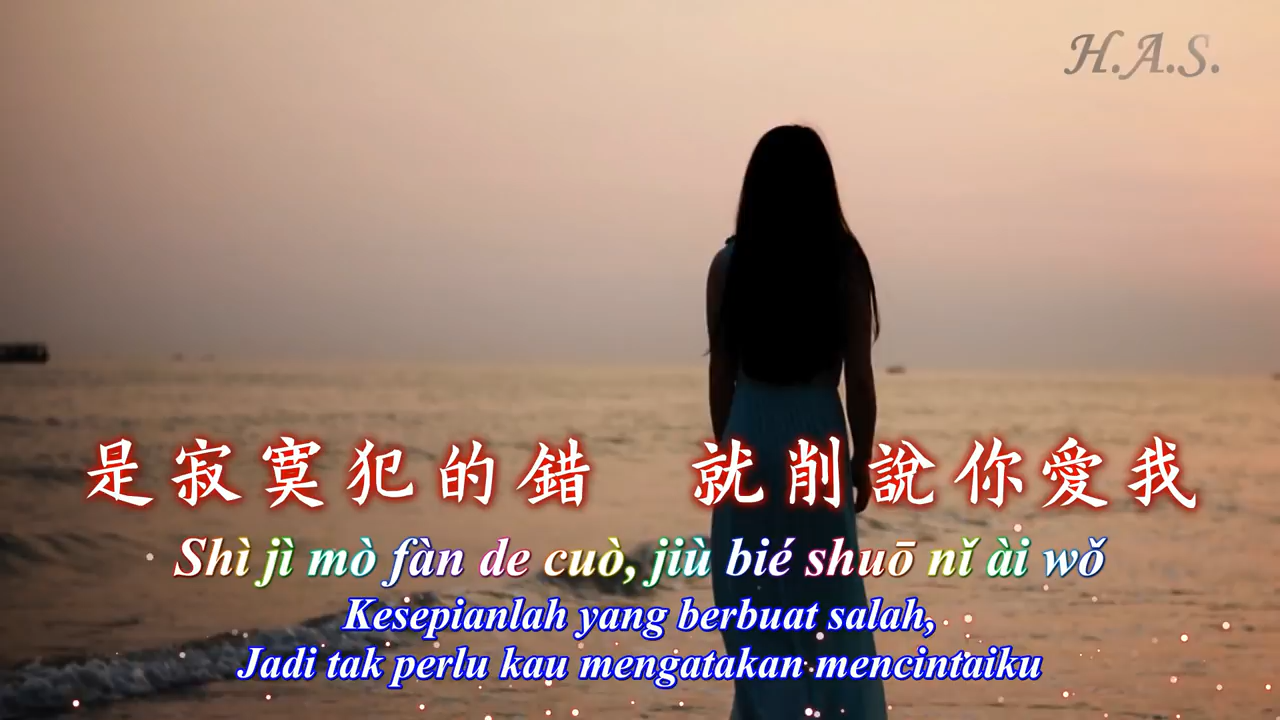 H.A.S.
是寂寞犯的錯 就削說你愛我
Shì jì mò fàn de cuò, jiù bié shuō nǐ ài wǒ
Kesepianlah yang berbuat salah,
Jadi tak perlu kau mengatakan mencintaiku